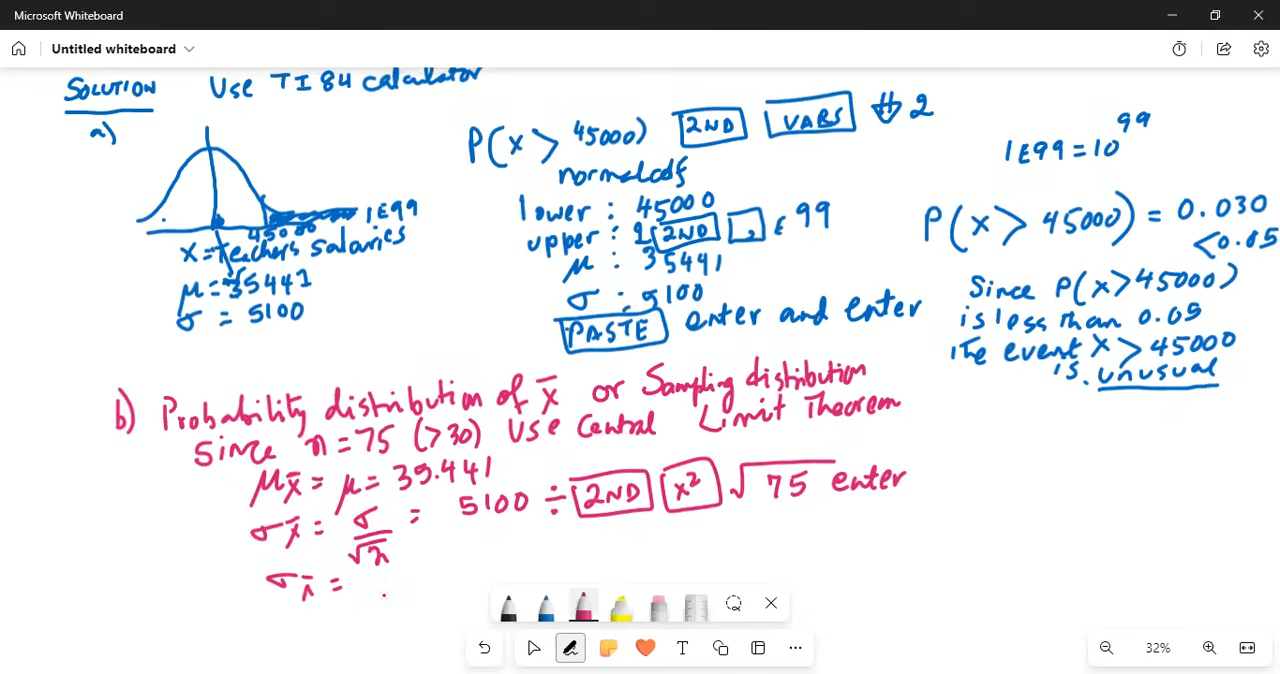 Microsoft Whiteboard
Untitled whiteboard
SOLUTION Use TI 84 calculator
a)
1E99
45000
X = Teachers salaries
μ = 35441
σ = 5100
P(x > 45000) 2ND VARS ↓ 2
normalcdf
lower : 45000
upper : 1 2ND , E 99
μ : 35441
σ : 5100
PASTE enter and enter
1E99 = 10^99
P(x > 45000) = 0.030
<0.05
Since P(x > 45000)
is less than 0.05
The event X > 45000
is unusual
b) Probability distribution of x̄ or Sampling distribution
Since n = 75 (>30) Use Central Limit Theorem
μx̄ = μ = 35.441
σx̄ = σ/√n = 5100 ÷ 2ND x² √75 enter
σx̄ =
T
32%